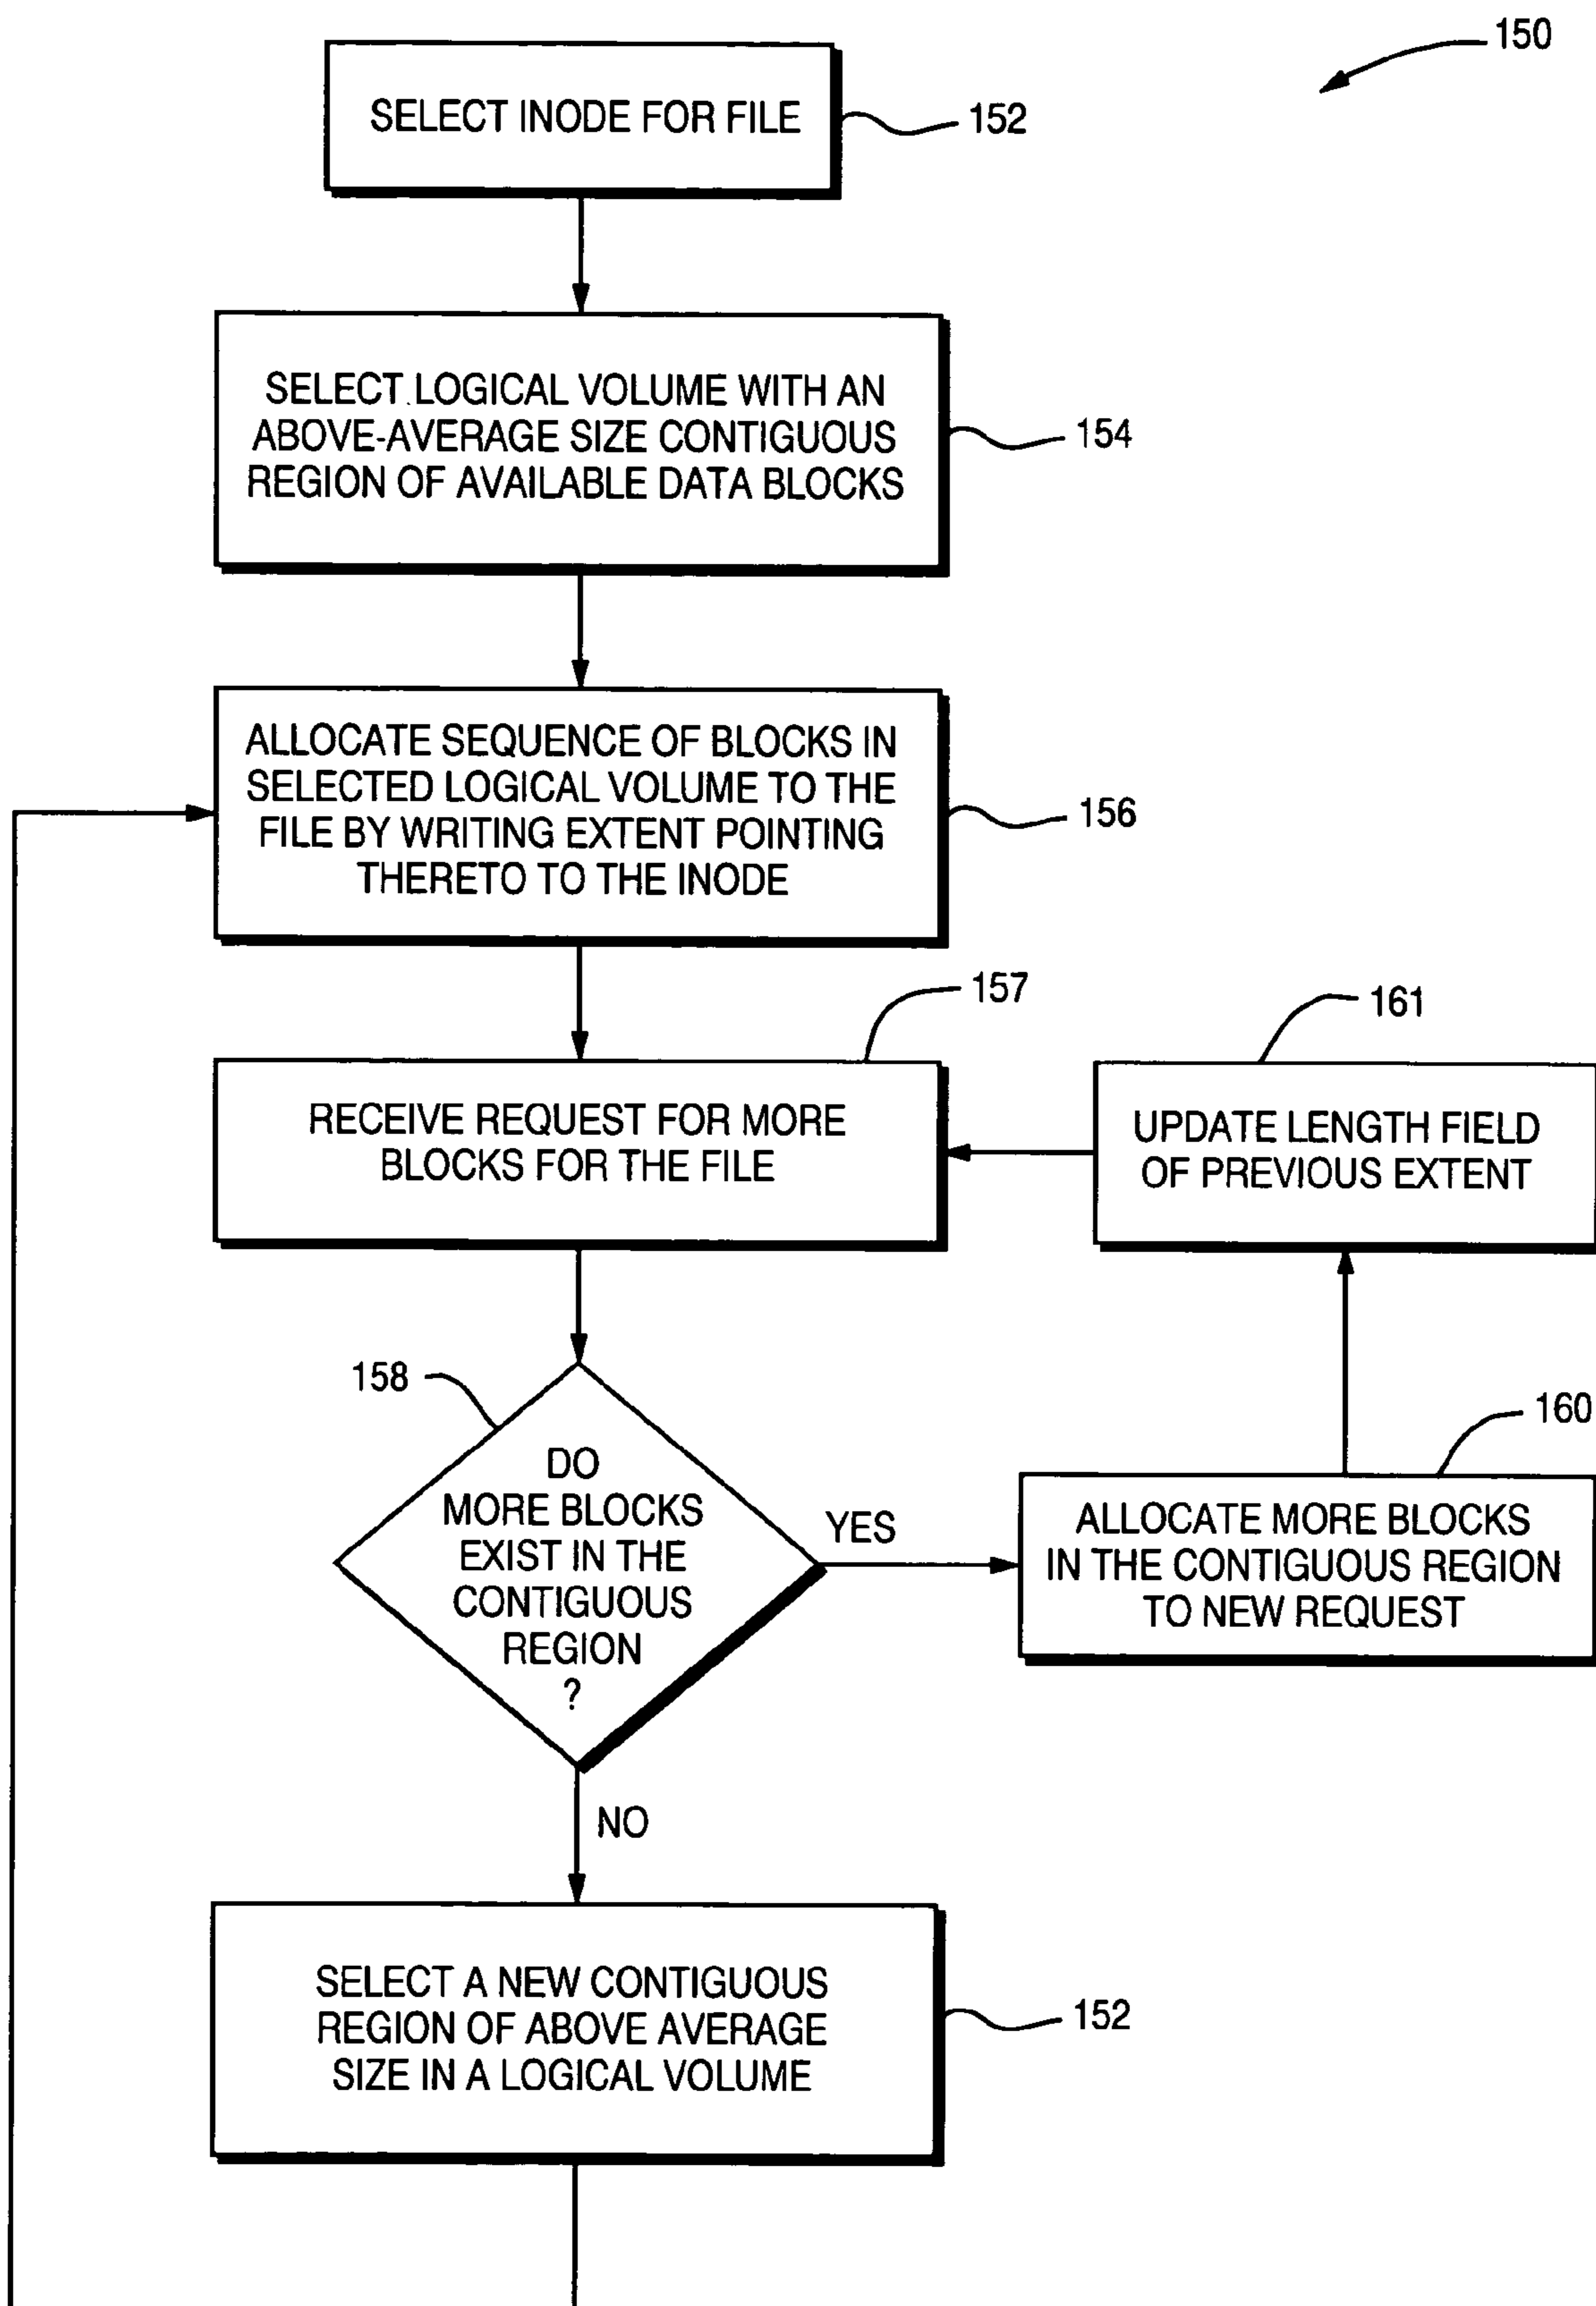 150
SELECT INODE FOR FILE
152
SELECT LOGICAL VOLUME WITH AN
ABOVE-AVERAGE SIZE CONTIGUOUS
REGION OF AVAILABLE DATA BLOCKS
154
ALLOCATE SEQUENCE OF BLOCKS IN
SELECTED LOGICAL VOLUME TO THE
FILE BY WRITING EXTENT POINTING
THERETO TO THE INODE
156
157
RECEIVE REQUEST FOR MORE
BLOCKS FOR THE FILE
161
UPDATE LENGTH FIELD
OF PREVIOUS EXTENT
158
DO
MORE BLOCKS
EXIST IN THE
CONTIGUOUS
REGION
?
YES
160
ALLOCATE MORE BLOCKS
IN THE CONTIGUOUS REGION
TO NEW REQUEST
NO
SELECT A NEW CONTIGUOUS
REGION OF ABOVE AVERAGE
SIZE IN A LOGICAL VOLUME
152